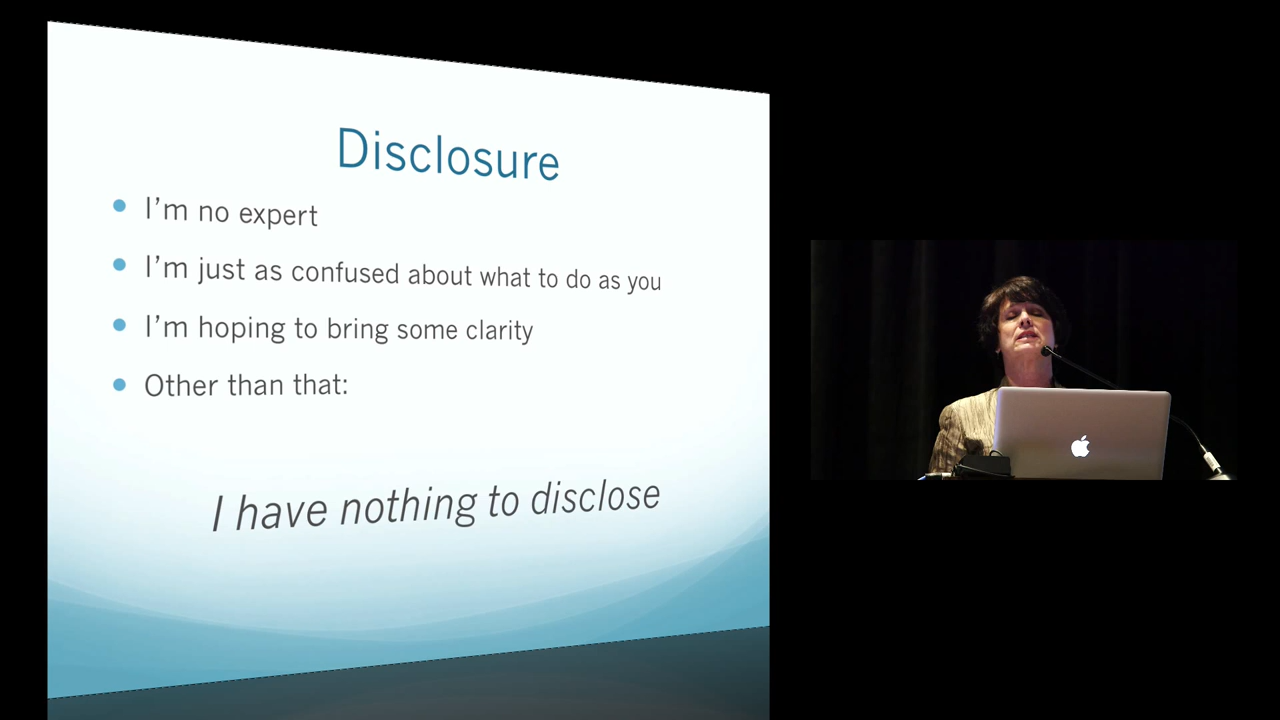 Disclosure
I'm no expert
I'm just as confused about what to do as you
I'm hoping to bring some clarity
Other than that:
I have nothing to disclose